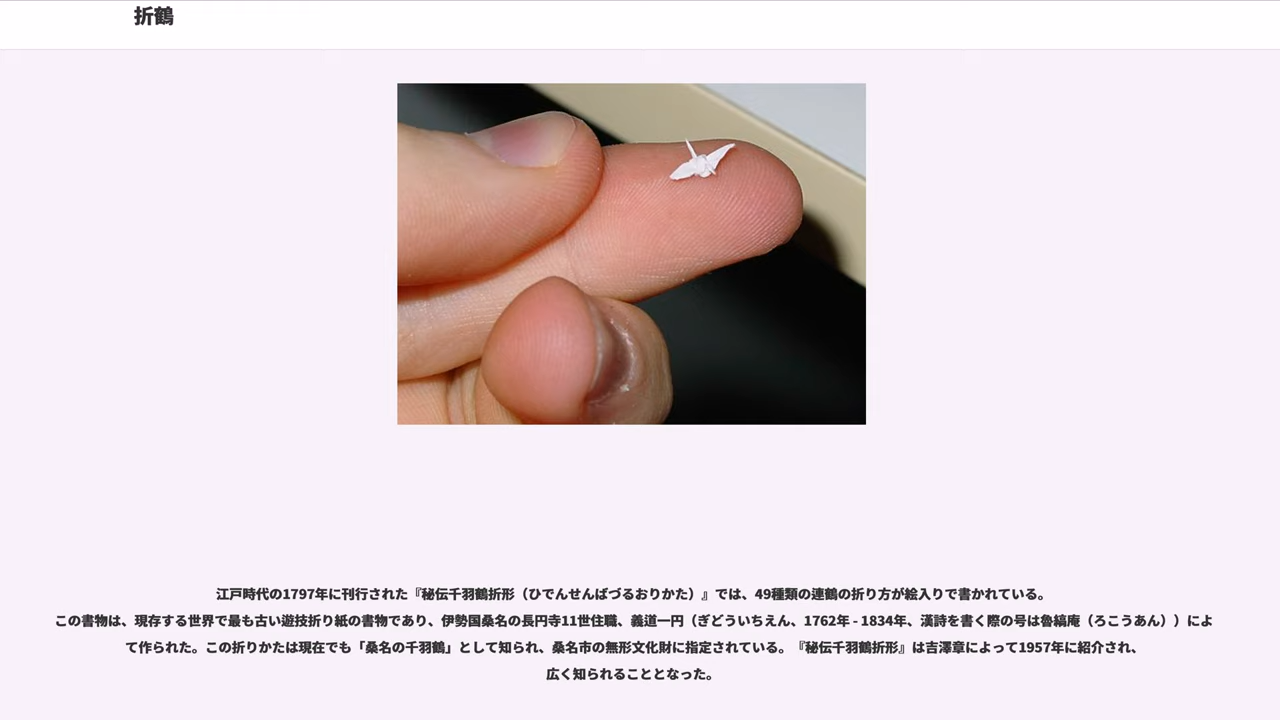 折鶴
江戸時代の1797年に刊行された『秘伝千羽鶴折形（ひでんせんばづるおりかた）』では、49種類の連鶴の折り方が絵入りで書かれている。
この書物は、現存する世界で最も古い遊技折り紙の書物であり、伊勢国桑名の長円寺11世住職、義道一円（ぎどういちえん、1762年 - 1834年、漢詩を書く際の号は魯縞庵（ろこうあん））によ
て作られた。この折りかたは現在でも「桑名の千羽鶴」として知られ、桑名市の無形文化財に指定されている。『秘伝千羽鶴折形』は吉澤章によって1957年に紹介され、
広く知られることとなった。